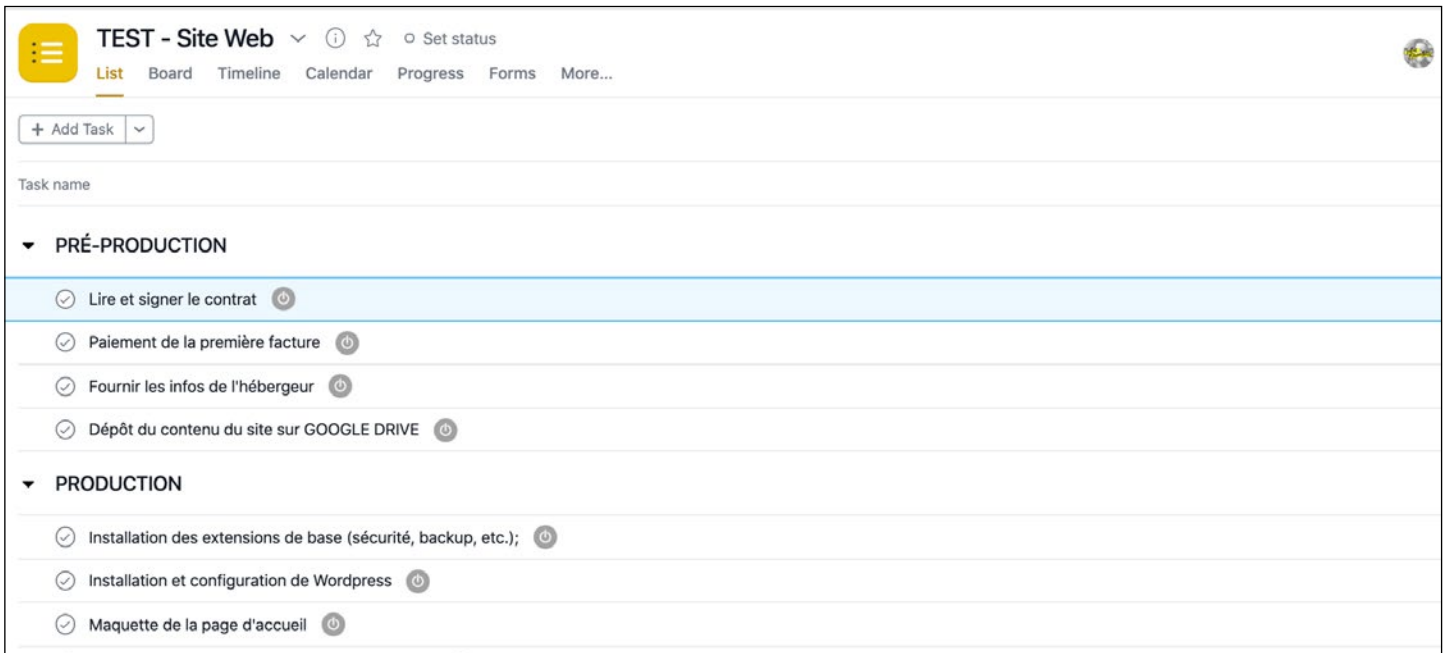 TEST - Site Web
Set status
List Board Timeline Calendar Progress Forms More...
+ Add Task
Task name
PRÉ-PRODUCTION
Lire et signer le contrat
Paiement de la première facture
Fournir les infos de l'hébergeur
Dépôt du contenu du site sur GOOGLE DRIVE
PRODUCTION
Installation des extensions de base (sécurité, backup, etc.);
Installation et configuration de Wordpress
Maquette de la page d'accueil